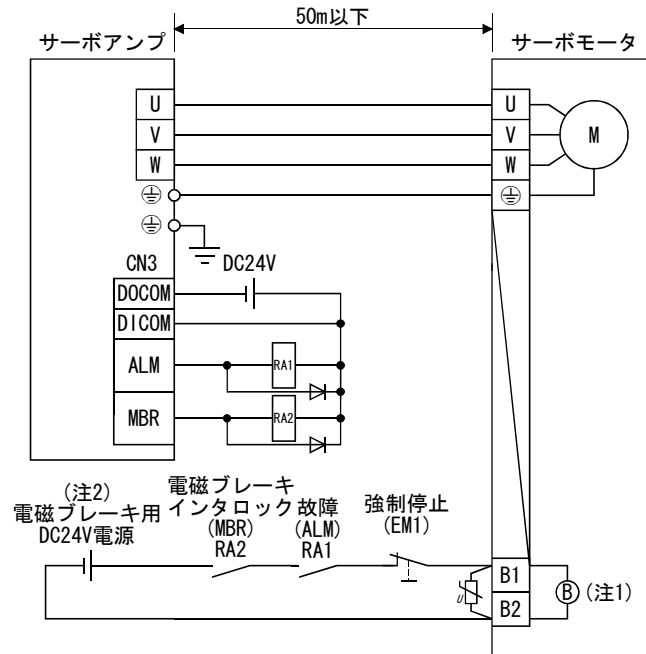 50m以下
サーボアンプ
サーボモータ
U
U
V
V
M
W
W
CN3
DC24V
DOCOM
DICOM
ALM
RA1
MBR
RA2
(注2)
電磁ブレーキ用
DC24V電源
電磁ブレーキ
インタロック
(MBR)
RA2
故障
(ALM)
RA1
強制停止
(EM1)
U
B1
B2
B
(注1)